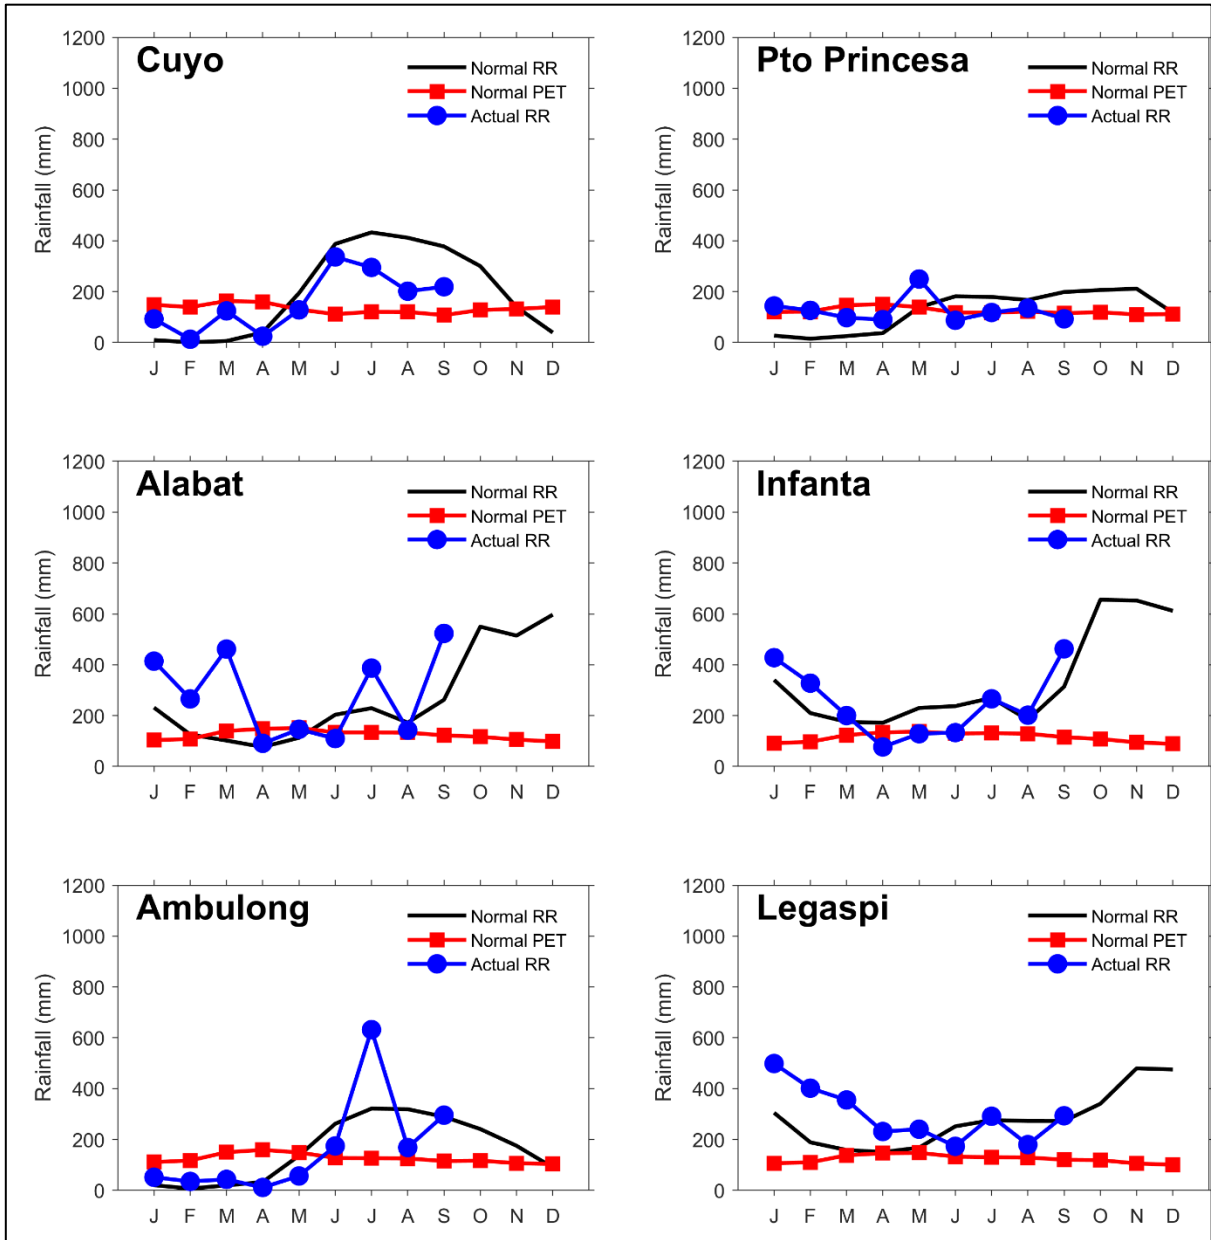 Cuyo
Normal RR
Normal PET
Actual RR
Rainfall (mm)
1200
1000
800
600
400
200
0
J F M A M J J A S O N D
Pto Princesa
Normal RR
Normal PET
Actual RR
Rainfall (mm)
1200
1000
800
600
400
200
0
J F M A M J J A S O N D
Alabat
Normal RR
Normal PET
Actual RR
Rainfall (mm)
1200
1000
800
600
400
200
0
J F M A M J J A S O N D
Infanta
Normal RR
Normal PET
Actual RR
Rainfall (mm)
1200
1000
800
600
400
200
0
J F M A M J J A S O N D
Ambulong
Normal RR
Normal PET
Actual RR
Rainfall (mm)
1200
1000
800
600
400
200
0
J F M A M J J A S O N D
Legaspi
Normal RR
Normal PET
Actual RR
Rainfall (mm)
1200
1000
800
600
400
200
0
J F M A M J J A S O N D